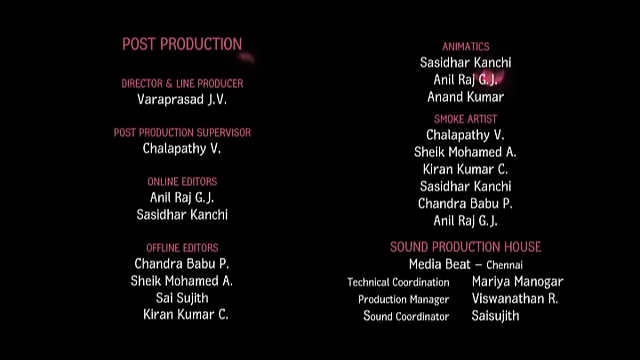 POST PRODUCTION
DIRECTOR & LINE PRODUCER
Varaprasad J.V.
POST PRODUCTION SUPERVISOR
Chalapathy V.
ONLINE EDITORS
Anil Raj G.J.
Sasidhar Kanchi
OFFLINE EDITORS
Chandra Babu P.
Sheik Mohamed A.
Sai Sujith
Kiran Kumar C.
ANIMATICS
Sasidhar Kanchi
Anil Raj G.J.
Anand Kumar
SMOKE ARTIST
Chalapathy V.
Sheik Mohamed A.
Kiran Kumar C.
Sasidhar Kanchi
Chandra Babu P.
Anil Raj G.J.
SOUND PRODUCTION HOUSE
Media Beat – Chennai
Technical Coordination Mariya Manogar
Production Manager Viswanathan R.
Sound Coordinator Saisujith